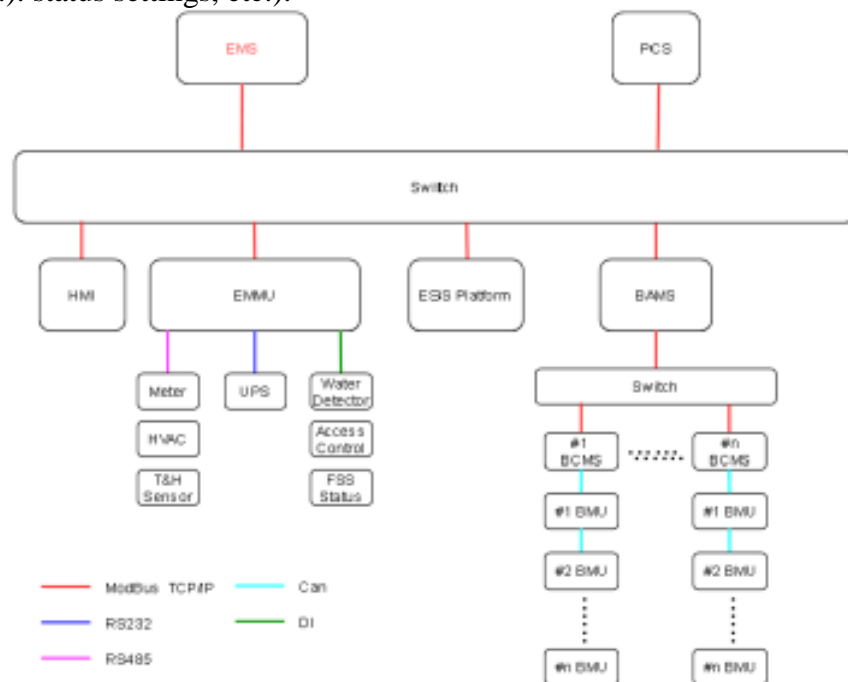 status settings, etc.).
EMS
PCS
Switch
HMI
EMMU
ESS Platform
BAMS
Meter
UPS
Water
Detector
Switch
HVAC
Access
Control
#1
BCMS
#n
BCMS
T&H
Sensor
FSS
Status
#1 BMU
#1 BMU
#2 BMU
#2 BMU
ModBus TCP/IP
Can
RS232
DI
RS485
#n BMU
#n BMU